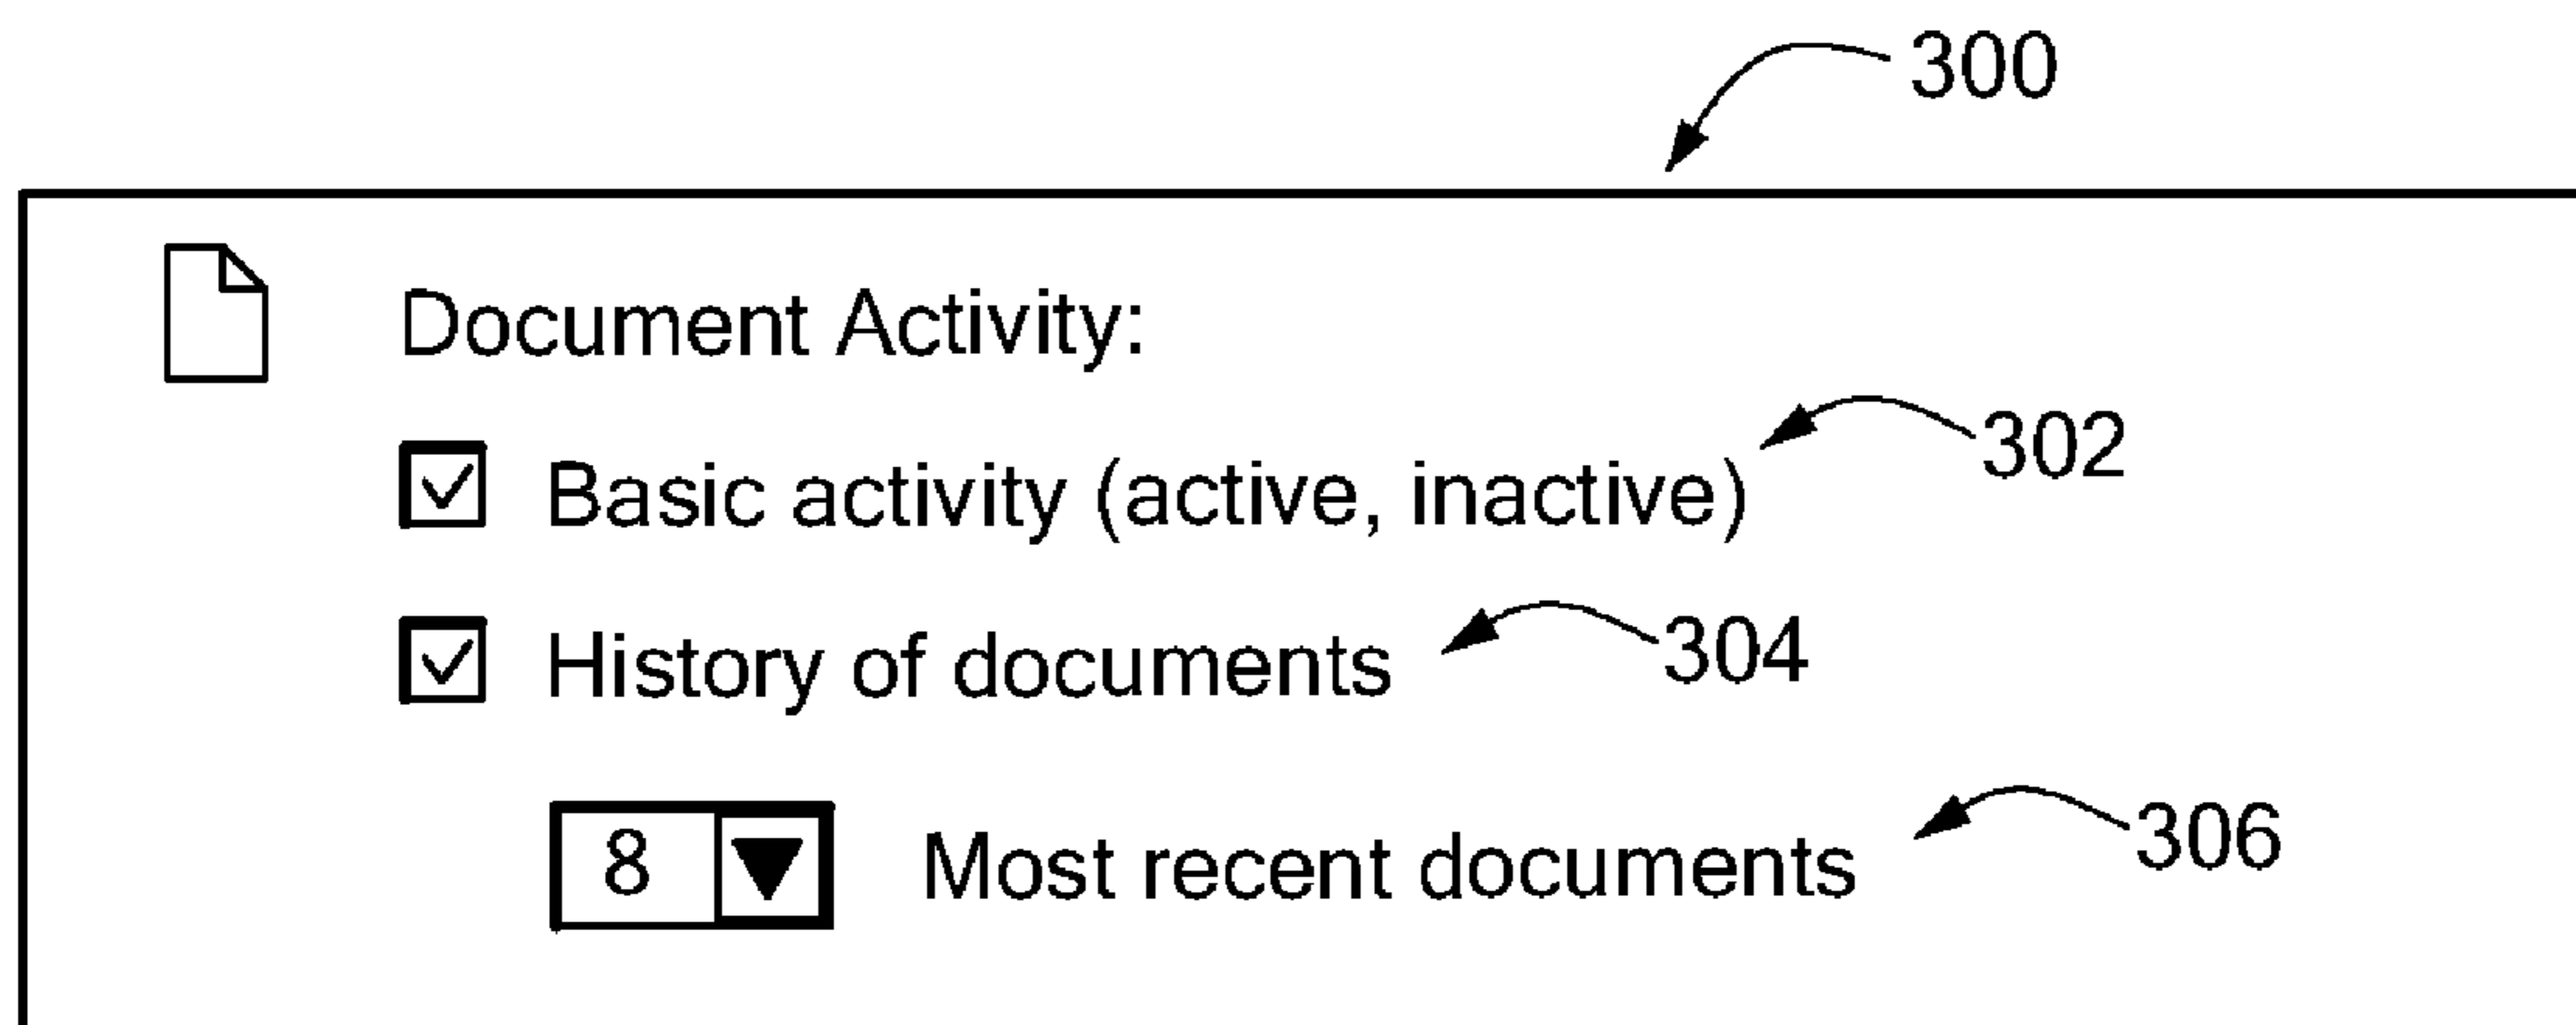 300
Document Activity:
Basic activity (active, inactive) 302
History of documents 304
8 Most recent documents 306